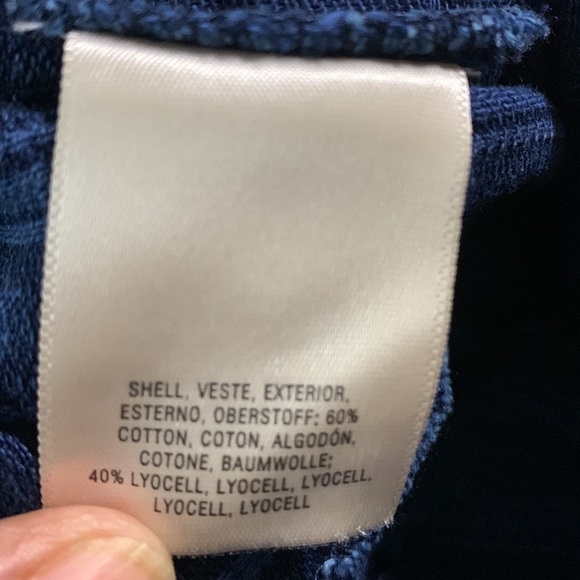 SHELL, VESTE, EXTERIOR,
ESTERNO, OBERSTOFF: 60%
COTTON, COTON, ALGODÓN,
COTONE, BAUMWOLLE;
40% LYOCELL, LYOCELL, LYOCELL,
LYOCELL, LYOCELL